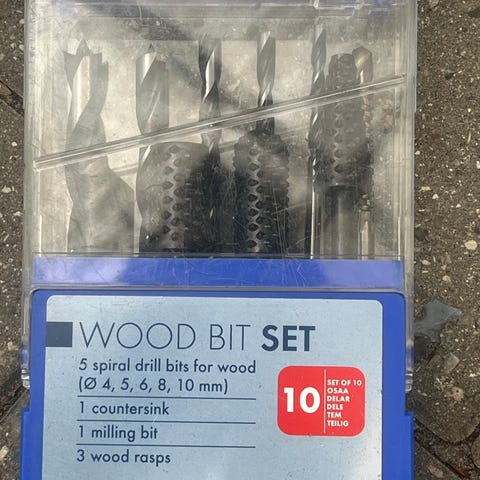 WOOD BIT SET
5 spiral drill bits for wood
(Ø 4, 5, 6, 8, 10 mm)
1 countersink
1 milling bit
3 wood rasps
10
SET OF 10
OSAA
DELAR
DELE
TEM
TEILIG